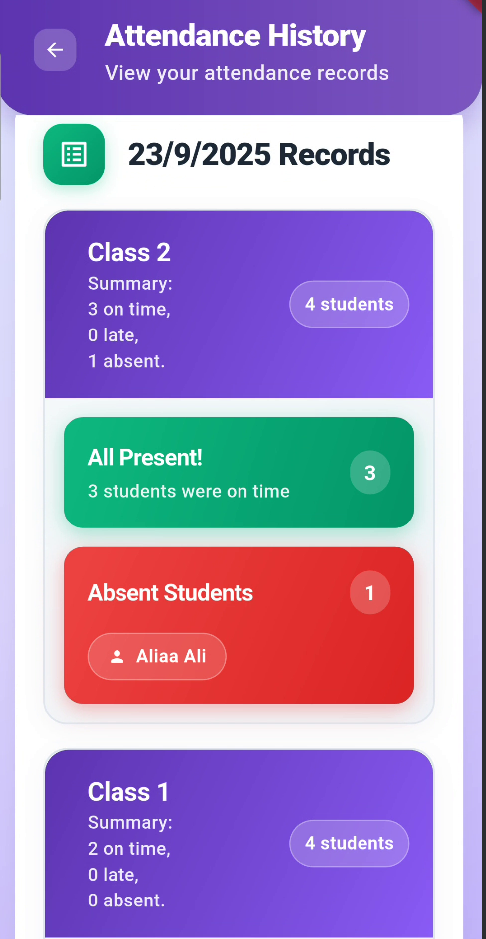 Attendance History
View your attendance records
23/9/2025 Records
Class 2
Summary:
3 on time,
0 late,
1 absent.
4 students
All Present!
3 students were on time
3
Absent Students
1
Aliaa Ali
Class 1
Summary:
2 on time,
0 late,
0 absent.
4 students